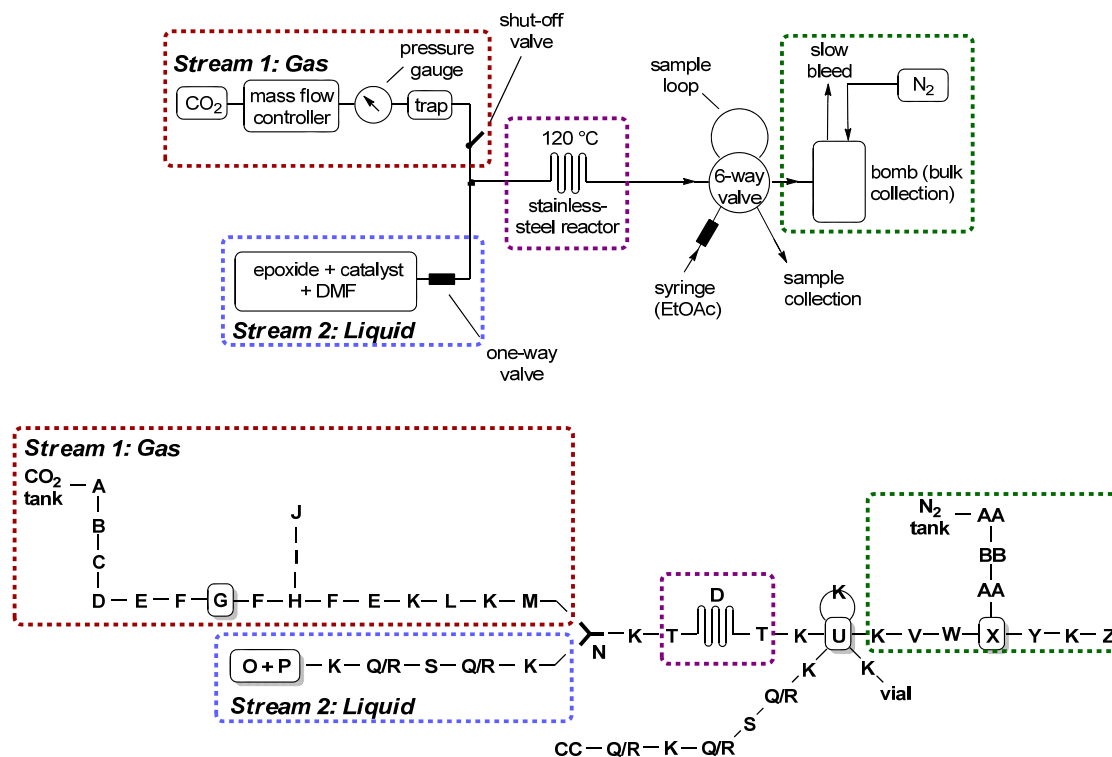 shut-off
valve
pressure
gauge
Stream 1: Gas
CO2
mass flow
controller
trap
120 °C
stainless-
steel reactor
sample
loop
6-way
valve
slow
bleed
N2
bomb (bulk
collection)
epoxide + catalyst
+ DMF
Stream 2: Liquid
one-way
valve
syringe
(EtOAc)
sample
collection
Stream 1: Gas
CO2
tank
A
B
C
J
I
D E F G F H F E K L K M
N
O + P K Q/R S Q/R K
Stream 2: Liquid
D
K T T K
K
U
K V W X Y K Z
N2
tank
AA
BB
AA
K
K
vial
Q/R
S
CC Q/R K Q/R